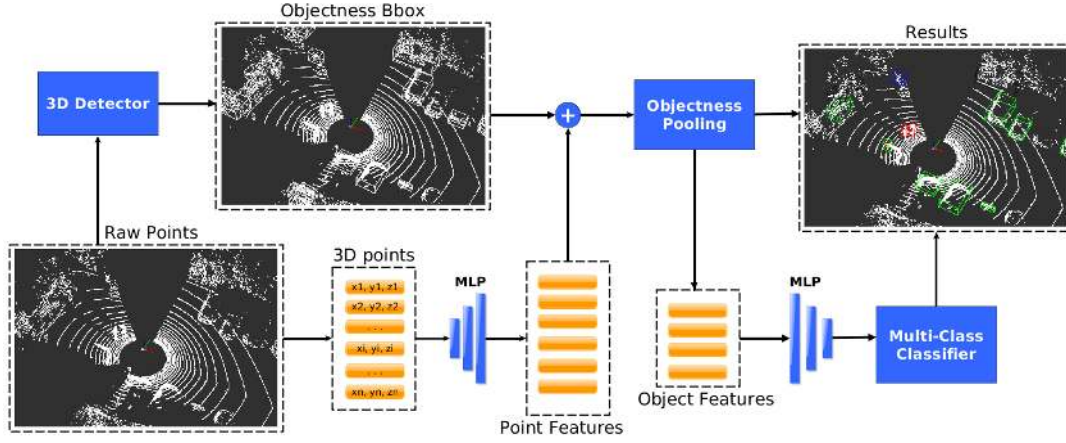 Objectness Bbox
Results
3D Detector
Objectness
Pooling
Raw Points
3D points
MLP
x1, y1, z1
x2, y2, z2
. . .
xi, yi, zi
. . .
xn, yn, zn
Point Features
Object Features
MLP
Multi-Class
Classifier